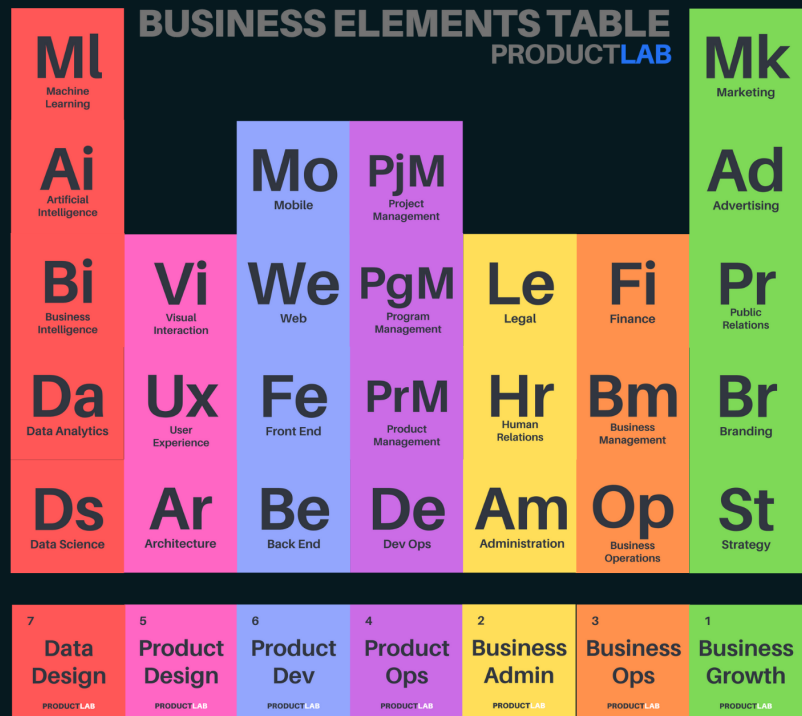 BUSINESS ELEMENTS TABLE
PRODUCTLAB
Ml
Machine
Learning
Mk
Marketing
Ai
Artificial
Intelligence
Mo
Mobile
PjM
Project
Management
Ad
Advertising
Bi
Business
Intelligence
Vi
Visual
Interaction
We
Web
PgM
Program
Management
Le
Legal
Fi
Finance
Pr
Public
Relations
Da
Data Analytics
Ux
User
Experience
Fe
Front End
PrM
Product
Management
Hr
Human
Relations
Bm
Business
Management
Br
Branding
Ds
Data Science
Ar
Architecture
Be
Back End
De
Dev Ops
Am
Administration
Op
Business
Operations
St
Strategy
7
Data
Design
PRODUCTLAB
5
Product
Design
PRODUCTLAB
6
Product
Dev
PRODUCTLAB
4
Product
Ops
PRODUCTLAB
2
Business
Admin
PRODUCTLAB
3
Business
Ops
PRODUCTLAB
1
Business
Growth
PRODUCTLAB